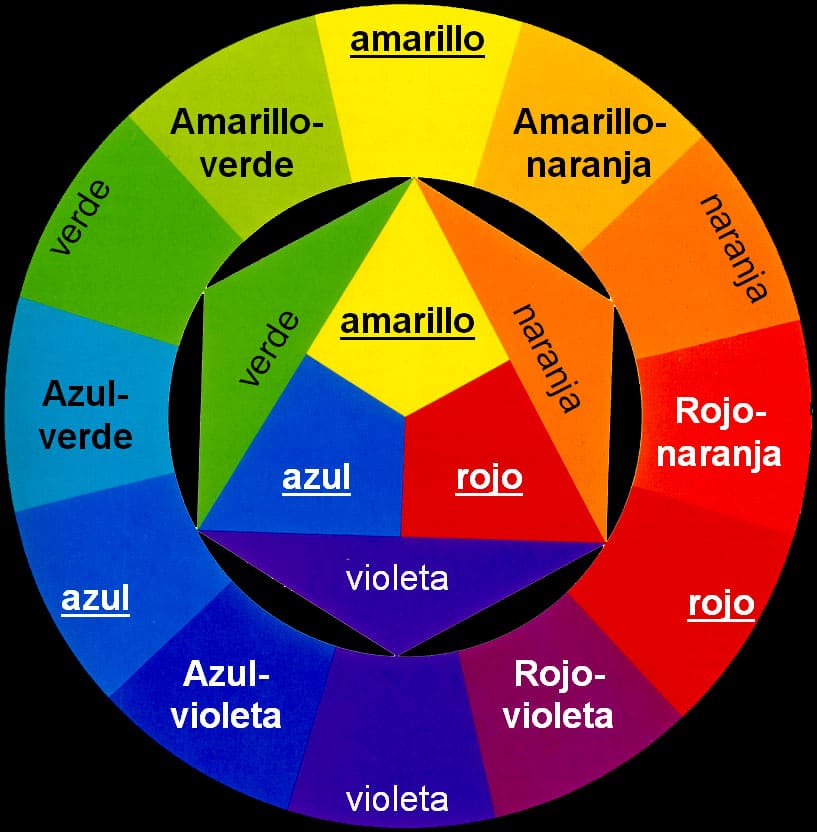 amarillo
Amarillo-
verde
Amarillo-
naranja
verde
naranja
amarillo
verde
naranja
Azul-
verde
Rojo-
naranja
azul
rojo
violeta
azul
rojo
Azul-
violeta
Rojo-
violeta
violeta